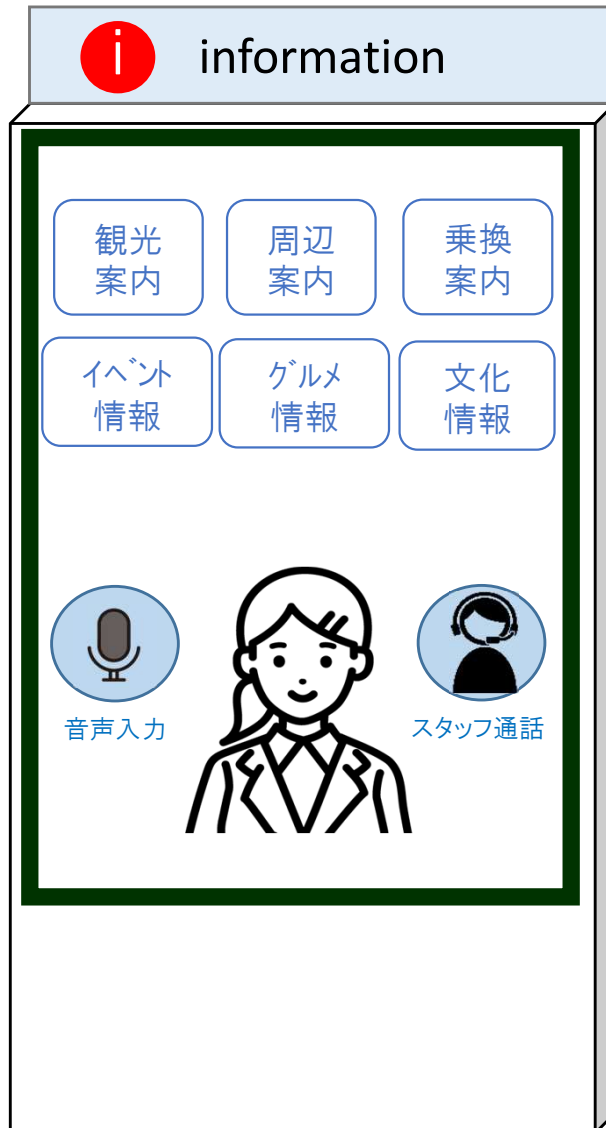 i information
観光
案内
周辺
案内
乗換
案内
イベント
情報
グルメ
情報
文化
情報
音声入力
スタッフ通話